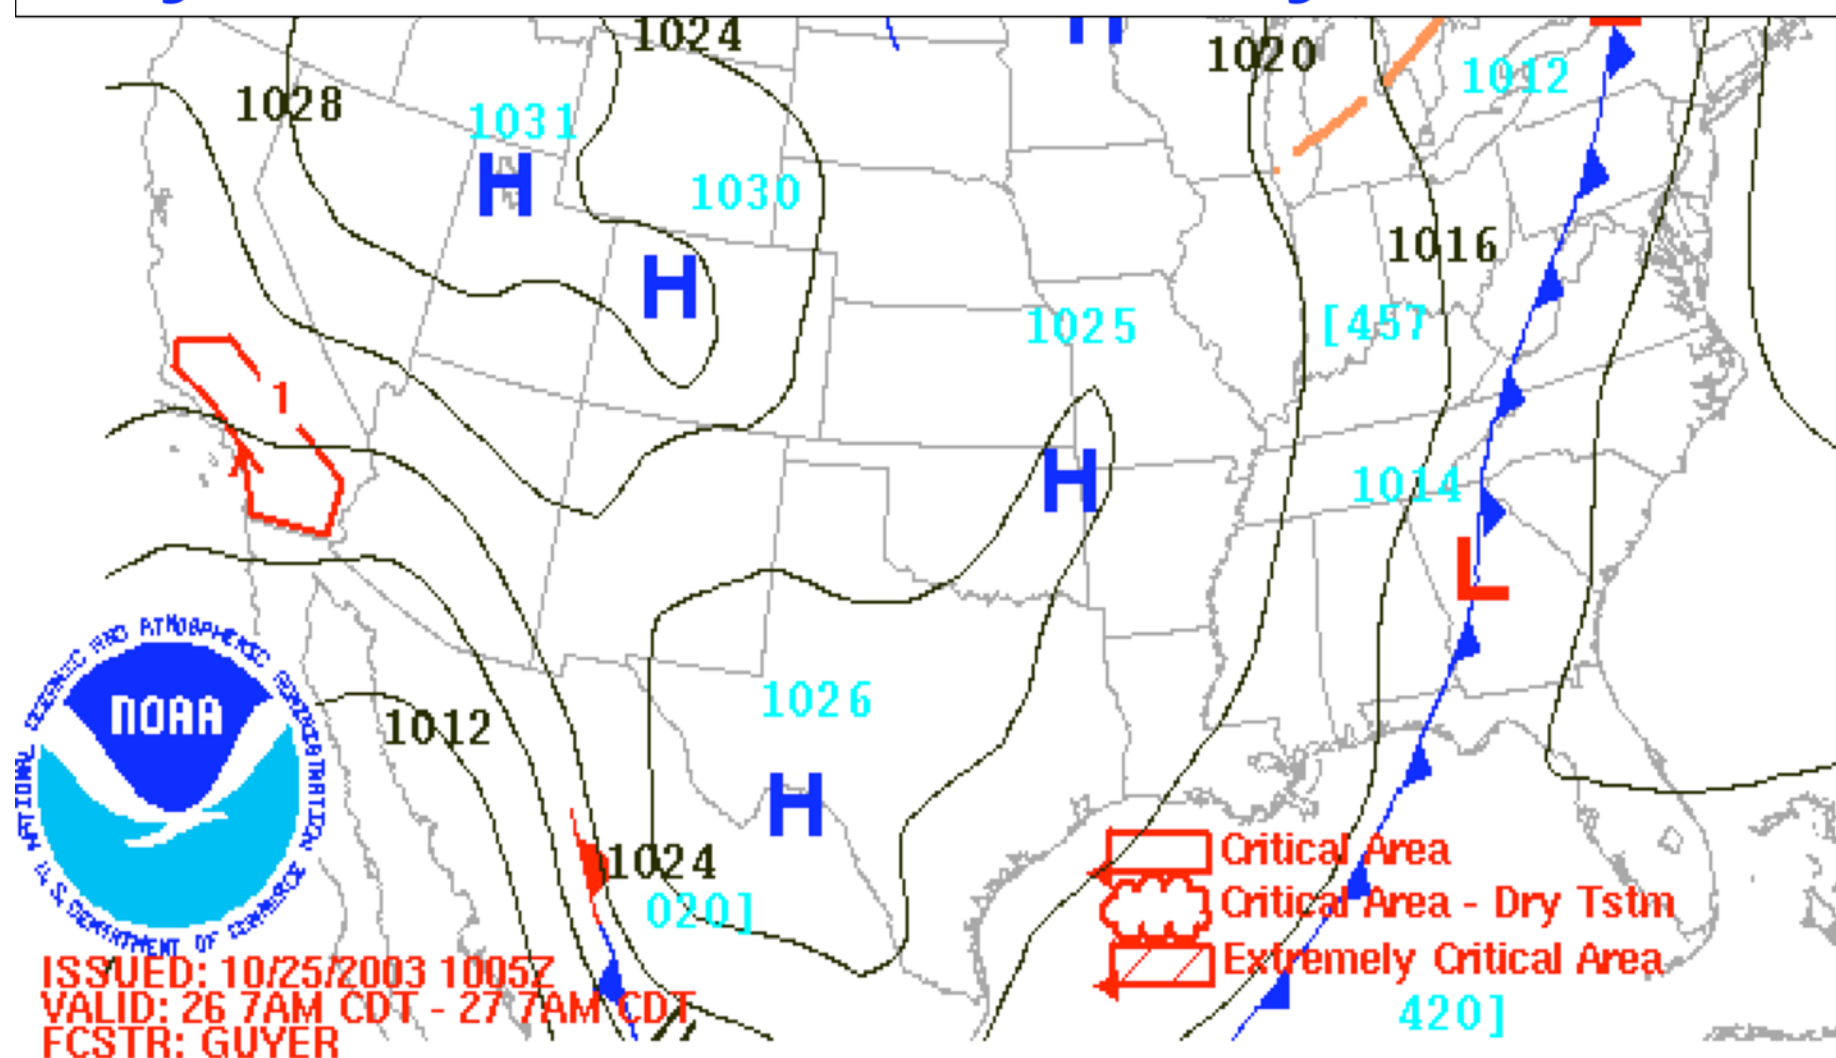 1024
1020
1012
1028
1031
H
H
1030
1016
H
1025
[457
1
H
1014
L
NATIONAL OCEANIC AND ATMOSPHERIC ADMINISTRATION
NOAA
U.S. DEPARTMENT OF COMMERCE
1026
1012
H
1024
020]
Critical Area
Critical Area - Dry Tstm
Extremely Critical Area
420]
ISSUED: 10/25/2003 1005Z
VALID: 26 7AM CDT - 27 7AM CDT
FCSTR: GUYER